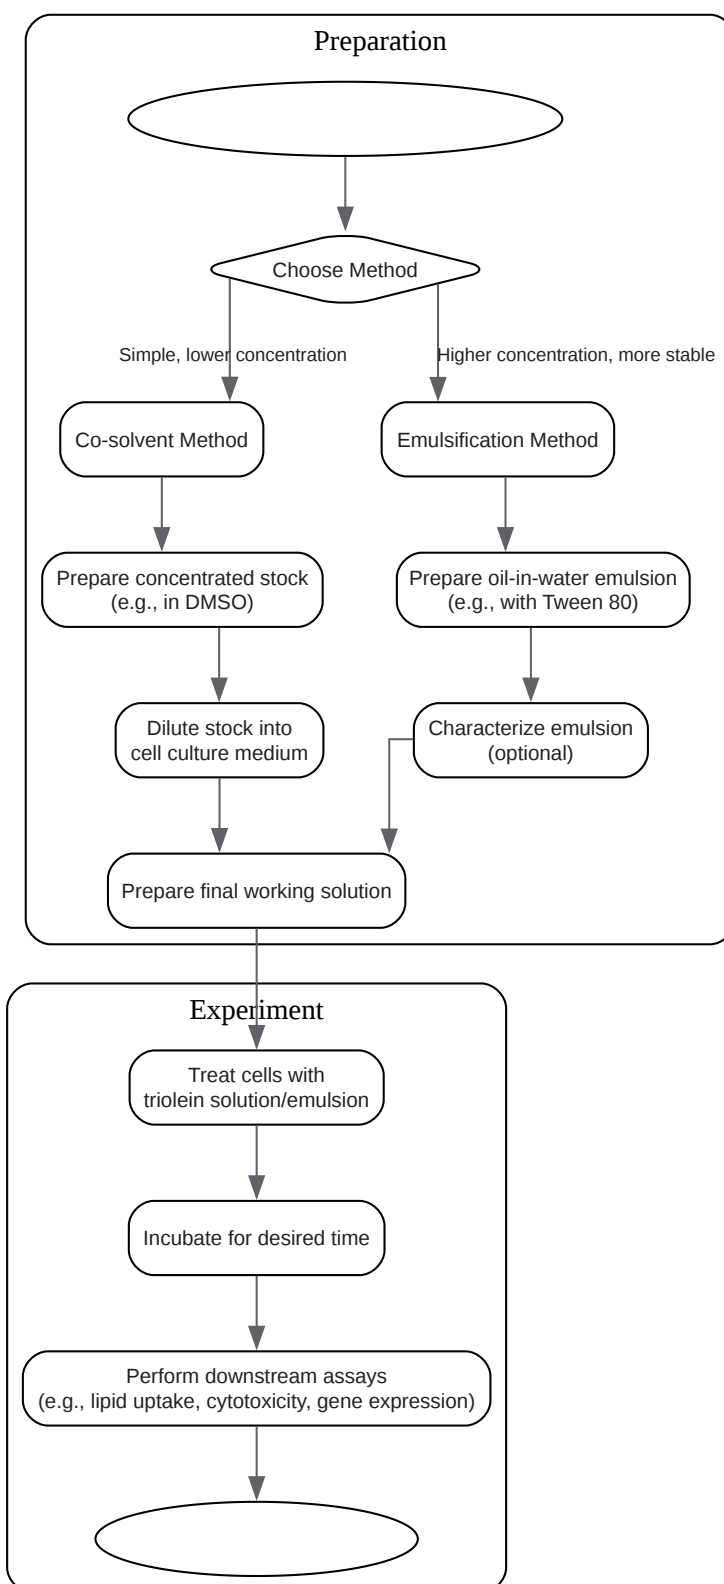 Preparation
Choose Method
Simple, lower concentration
Higher concentration, more stable
Co-solvent Method
Emulsification Method
Prepare concentrated stock
(e.g., in DMSO)
Prepare oil-in-water emulsion
(e.g., with Tween 80)
Dilute stock into
cell culture medium
Characterize emulsion
(optional)
Prepare final working solution
Experiment
Treat cells with
triolein solution/emulsion
Incubate for desired time
Perform downstream assays
(e.g., lipid uptake, cytotoxicity, gene expression)